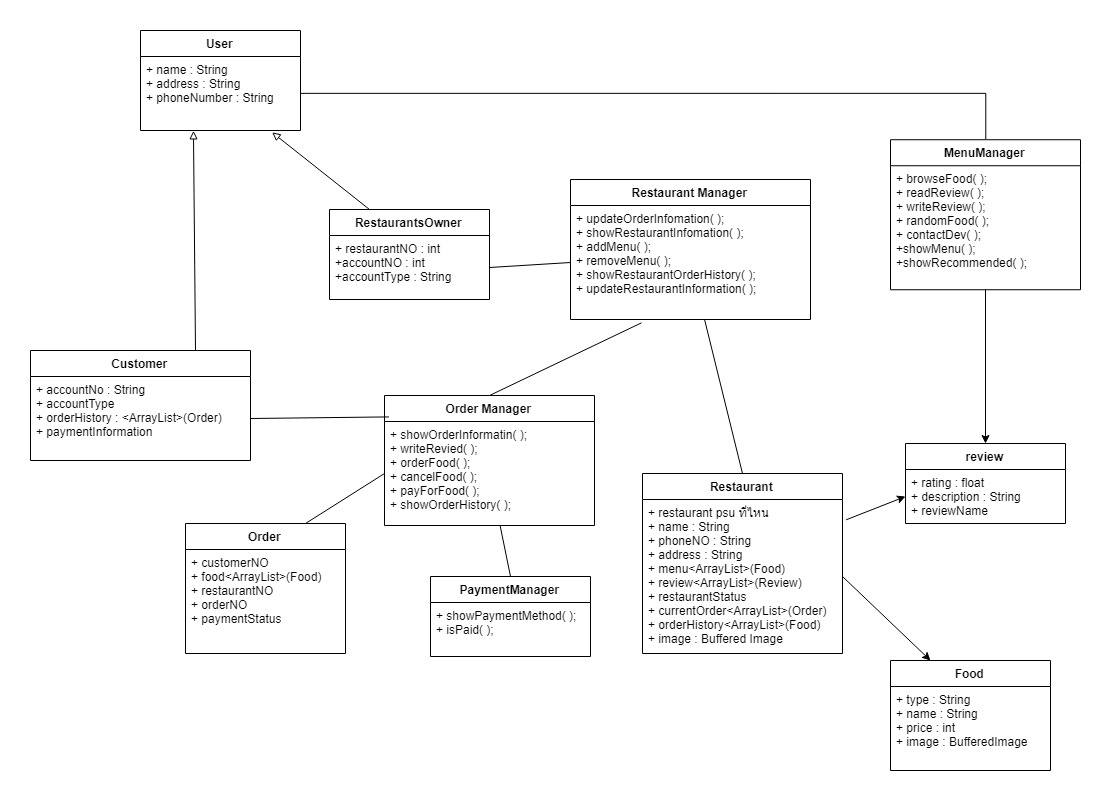 User
+ name : String
+ address : String
+ phoneNumber : String
MenuManager
+ browseFood( );
+ readReview( );
+ writeReview( );
+ randomFood( );
+ contactDev( );
+showMenu( );
+showRecommended( );
Restaurant Manager
+ updateOrderInfomation( );
+ showRestaurantInfomation( );
+ addMenu( );
+ removeMenu( );
+ showRestaurantOrderHistory( );
+ updateRestaurantInformation( );
RestaurantsOwner
+ restaurantNO : int
+accountNO : int
+accountType : String
Customer
+ accountNo : String
+ accountType
+ orderHistory : <ArrayList>(Order)
+ paymentInformation
Order Manager
+ showOrderInformatin( );
+ writeRevied( );
+ orderFood( );
+ cancelFood( );
+ payForFood( );
+ showOrderHistory( );
review
+ rating : float
+ description : String
+ reviewName
Restaurant
+ restaurant psu ที่ไหน
+ name : String
+ phoneNO : String
+ address : String
+ menu<ArrayList>(Food)
+ review<ArrayList>(Review)
+ restaurantStatus
+ currentOrder<ArrayList>(Order)
+ orderHistory<ArrayList>(Food)
+ image : Buffered Image
Order
+ customerNO
+ food<ArrayList>(Food)
+ restaurantNO
+ orderNO
+ paymentStatus
PaymentManager
+ showPaymentMethod( );
+ isPaid( );
Food
+ type : String
+ name : String
+ price : int
+ image : BufferedImage